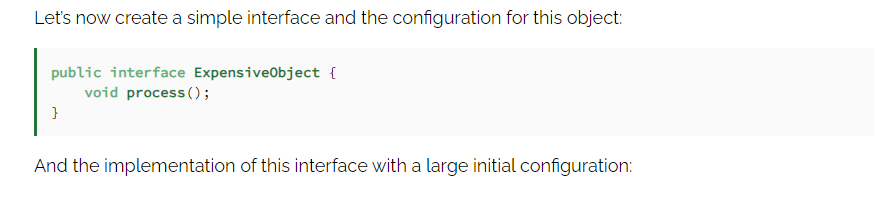 Let's now create a simple interface and the configuration for this object:
public interface ExpensiveObject {
    void process();
}
And the implementation of this interface with a large initial configuration: